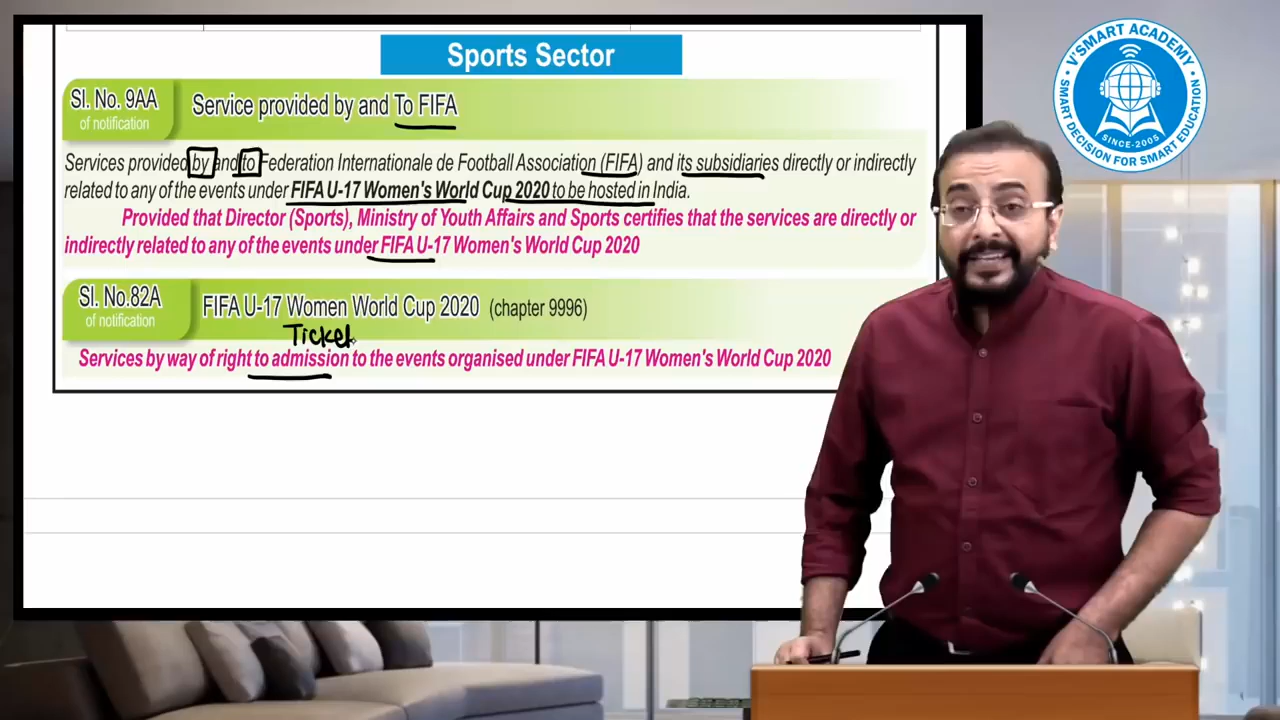 Sports Sector
Sl. No. 9AA
of notification
Service provided by and To FIFA
Services provided by and to Federation Internationale de Football Association (FIFA) and its subsidiaries directly or indirectly
related to any of the events under FIFA U-17 Women's World Cup 2020 to be hosted in India.
Provided that Director (Sports), Ministry of Youth Affairs and Sports certifies that the services are directly or
indirectly related to any of the events under FIFA U-17 Women's World Cup 2020
Sl. No.82A
of notification
FIFA U-17 Women World Cup 2020 (chapter 9996)
Ticket
Services by way of right to admission to the events organised under FIFA U-17 Women's World Cup 2020
V'SMART ACADEMY
SMART DECISION FOR SMART EDUCATION
SINCE-2005